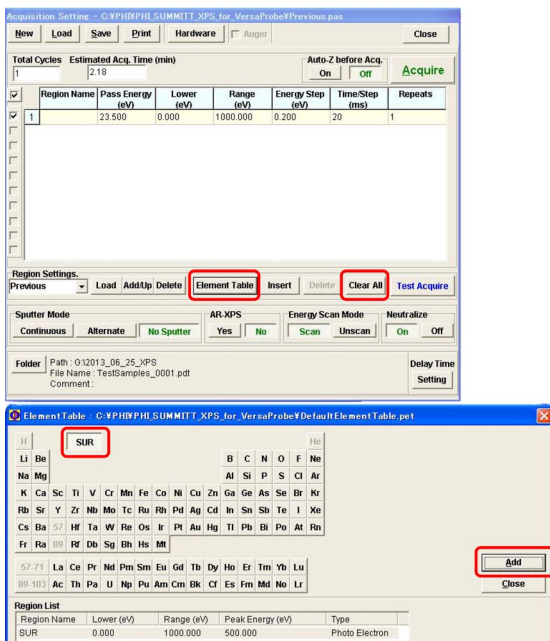 Acquisition Setting - C:¥PHI¥PHI_SUMMITT_XPS_for_VersaProbe¥Previous.pas
New Load Save Print Hardware Auger Close
Total Cycles Estimated Acq. Time (min) Auto-Z before Acq.
1 2.18 On Off Acquire
Region Name Pass Energy (eV) Lower (eV) Range (eV) Energy Step (eV) Time/Step (ms) Repeats
1 23.500 0.000 1000.000 0.200 20 1
Region Settings.
Previous Load Add/Up Delete Element Table Insert Delete Clear All Test Acquire
Sputter Mode AR-XPS Energy Scan Mode Neutralize
Continuous Alternate No Sputter Yes No Scan Unscan On Off
Folder Path : G:\2013_06_25_XPS Delay Time
File Name : TestSamples_0001.pdt Setting
Comment :
ElementTable : C:¥PHI¥PHI_SUMMITT_XPS_for_VersaProbe¥DefaultElementTable.pet
H SUR He
Li Be B C N O F Ne
Na Mg Al Si P S Cl Ar
K Ca Sc Ti V Cr Mn Fe Co Ni Cu Zn Ga Ge As Se Br Kr
Rb Sr Y Zr Nb Mo Tc Ru Rh Pd Ag Cd In Sn Sb Te I Xe
Cs Ba 57 Hf Ta W Re Os Ir Pt Au Hg Tl Pb Bi Po At Rn
Fr Ra 89 Rf Db Sg Bh Hs Mt
57-71 La Ce Pr Nd Pm Sm Eu Gd Tb Dy Ho Er Tm Yb Lu
89-103 Ac Th Pa U Np Pu Am Cm Bk Cf Es Fm Md No Lr
Add
Close
Region List
Region Name Lower (eV) Range (eV) Peak Energy (eV) Type
SUR 0.000 1000.000 500.000 Photo Electron